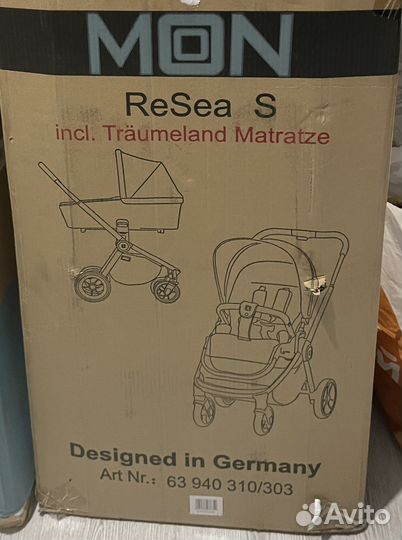 MON
ReSea S
incl. Träumeland Matratze
Designed in Germany
Art Nr.: 63 940 310/303
Avito